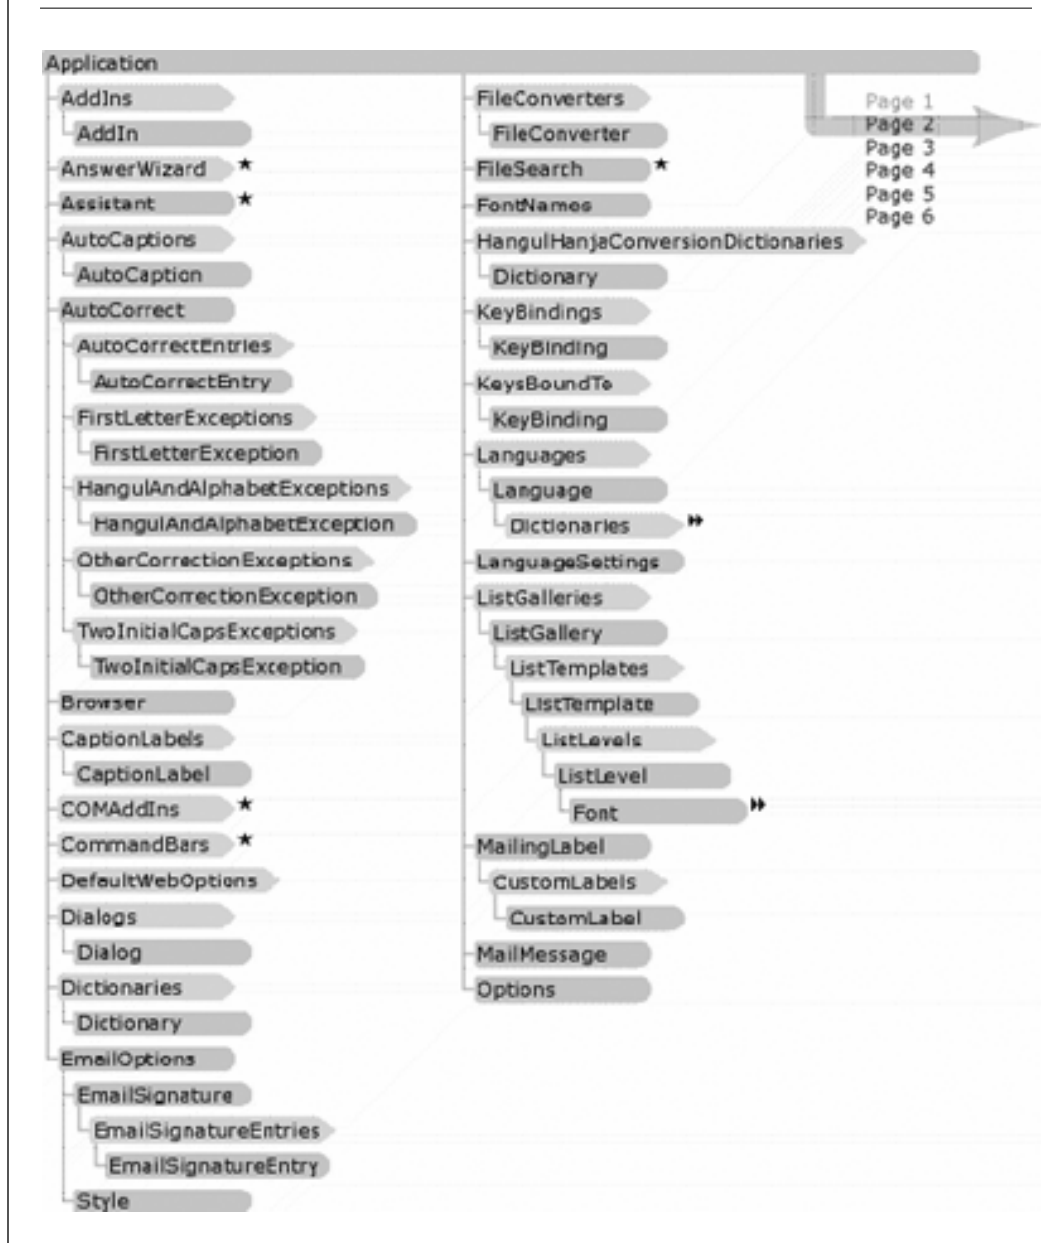 Application
AddIns
AddIn
AnswerWizard ★
Assistant ★
AutoCaptions
AutoCaption
AutoCorrect
AutoCorrectEntries
AutoCorrectEntry
FirstLetterExceptions
FirstLetterException
HangulAndAlphabetExceptions
HangulAndAlphabetException
OtherCorrectionExceptions
OtherCorrectionException
TwoInitialCapsExceptions
TwoInitialCapsException
Browser
CaptionLabels
CaptionLabel
COMAddIns ★
CommandBars ★
DefaultWebOptions
Dialogs
Dialog
Dictionaries
Dictionary
EmailOptions
EmailSignature
EmailSignatureEntries
EmailSignatureEntry
Style
FileConverters
FileConverter
FileSearch ★
FontNames
HangulHanjaConversionDictionaries
Dictionary
KeyBindings
KeyBinding
KeysBoundTo
KeyBinding
Languages
Language
Dictionaries
LanguageSettings
ListGalleries
ListGallery
ListTemplates
ListTemplate
ListLevels
ListLevel
Font
MailingLabel
CustomLabels
CustomLabel
MailMessage
Options
Page 1
Page 2
Page 3
Page 4
Page 5
Page 6